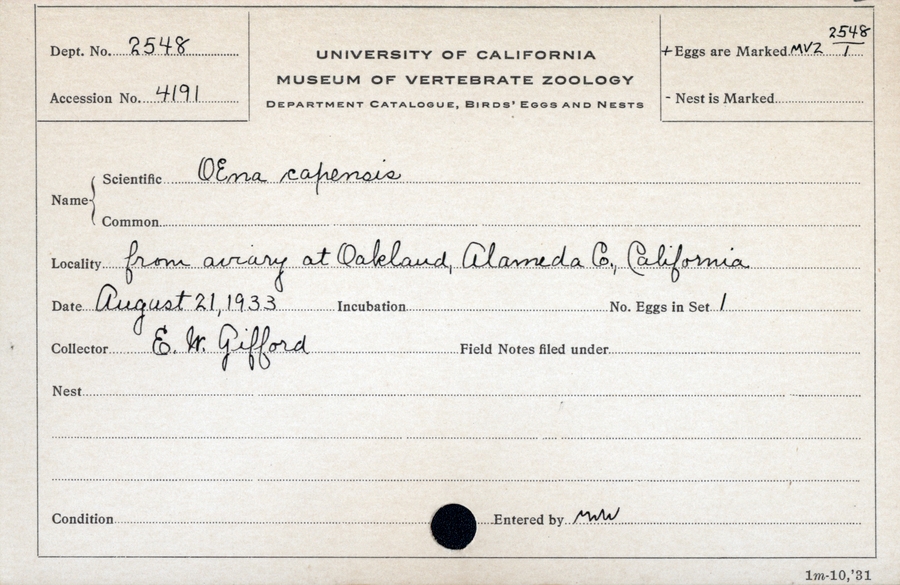 Dept. No. 2548
Accession No. 4191
UNIVERSITY OF CALIFORNIA
MUSEUM OF VERTEBRATE ZOOLOGY
DEPARTMENT CATALOGUE, BIRDS' EGGS AND NESTS
+ Eggs are Marked MVZ 2548/1
- Nest is Marked
Name
Scientific OEna capensis
Common
Locality from aviary at Oakland, Alameda Co., California
Date August 21, 1933 Incubation No. Eggs in Set 1
Collector E. W. Gifford Field Notes filed under
Nest
Condition Entered by
1m-10,'31